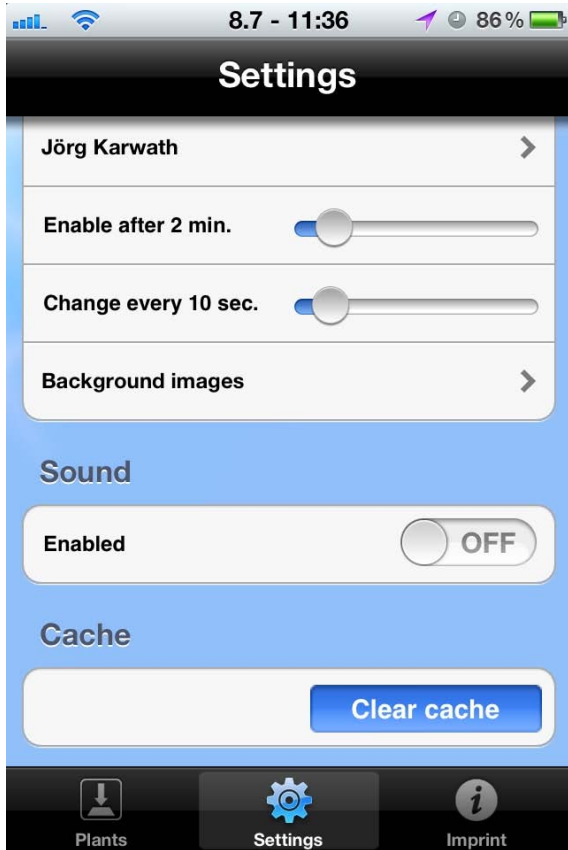 8.7 - 11:36 86%
Settings
Jörg Karwath
Enable after 2 min.
Change every 10 sec.
Background images
Sound
Enabled OFF
Cache
Clear cache
Plants Settings Imprint